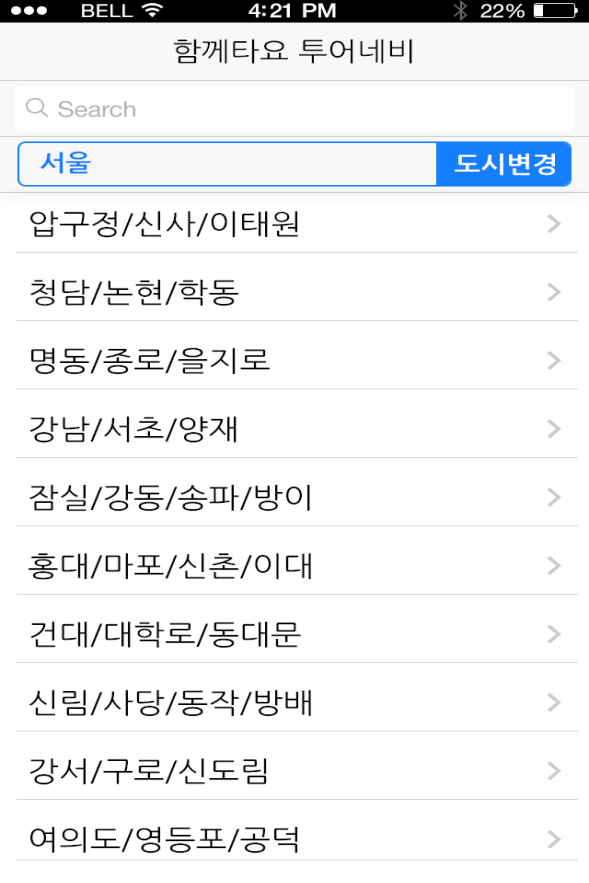 BELL 4:21 PM 22%
함께타요 투어네비
Search
서울 도시변경
압구정/신사/이태원
청담/논현/학동
명동/종로/을지로
강남/서초/양재
잠실/강동/송파/방이
홍대/마포/신촌/이대
건대/대학로/동대문
신림/사당/동작/방배
강서/구로/신도림
여의도/영등포/공덕